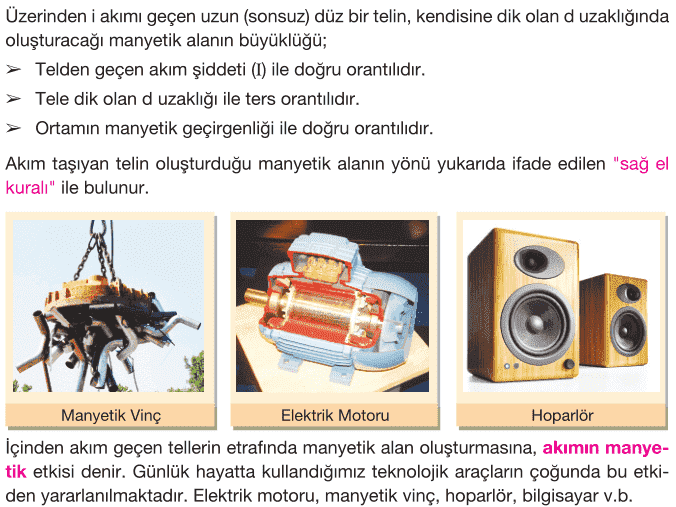 Üzerinden i akımı geçen uzun (sonsuz) düz bir telin, kendisine dik olan d uzaklığında
oluşturacağı manyetik alanın büyüklüğü;
➢ Telden geçen akım şiddeti (I) ile doğru orantılıdır.
➢ Tele dik olan d uzaklığı ile ters orantılıdır.
➢ Ortamın manyetik geçirgenliği ile doğru orantılıdır.
Akım taşıyan telin oluşturduğu manyetik alanın yönü yukarıda ifade edilen "sağ el
kuralı" ile bulunur.
Manyetik Vinç
Elektrik Motoru
Hoparlör
İçinden akım geçen tellerin etrafında manyetik alan oluşturmasına, akımın manye-
tik etkisi denir. Günlük hayatta kullandığımız teknolojik araçların çoğunda bu etki-
den yararlanılmaktadır. Elektrik motoru, manyetik vinç, hoparlör, bilgisayar v.b.